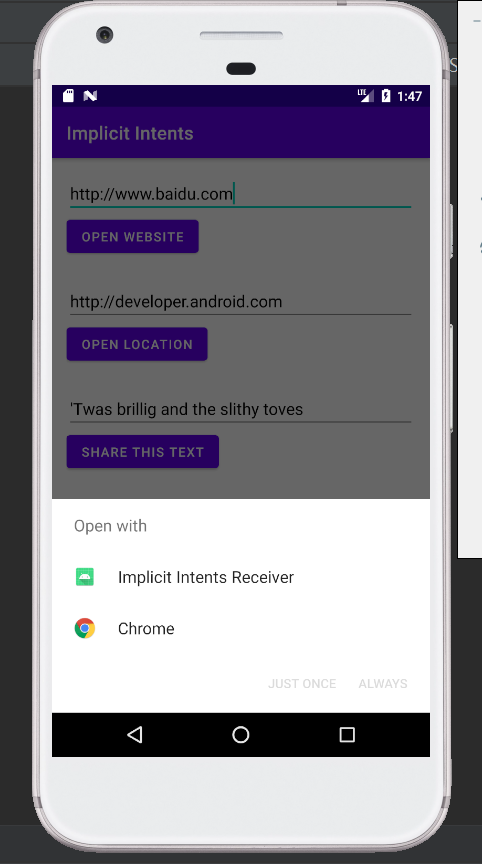 S
LTE 1:47
Implicit Intents
http://www.baidu.com
OPEN WEBSITE
http://developer.android.com
OPEN LOCATION
'Twas brillig and the slithy toves
SHARE THIS TEXT
Open with
Implicit Intents Receiver
Chrome
JUST ONCE ALWAYS